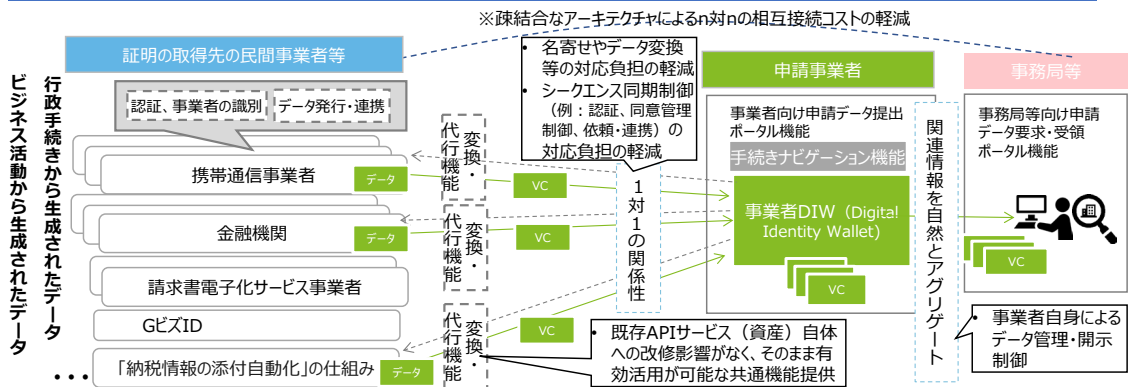 ※疎結合なアーキテクチャによるn対nの相互接続コストの軽減
証明の取得先の民間事業者等
申請事業者
事務局等
ビジネス活動から生成されたデータ
行政手続きから生成されたデータ
認証、事業者の識別
データ発行・連携
携帯通信事業者
データ
金融機関
データ
請求書電子化サービス事業者
GビズID
「納税情報の添付自動化」の仕組み
データ
・・・
変換・
代行機能
変換・
代行機能
変換・
代行機能
VC
VC
VC
• 名寄せやデータ変換
等の対応負担の軽減
• シークエンス同期制御
（例：認証、同意管理
制御、依頼・連携）の
対応負担の軽減
1対1の関係性
• 既存APIサービス（資産）自体
への改修影響がなく、そのまま有
効活用が可能な共通機能提供
事業者向け申請データ提出
ポータル機能
手続きナビゲーション機能
事業者DIW（Digital
Identity Wallet）
VC
関連情報を自然とアグリゲート
事務局等向け申請
データ要求・受領
ポータル機能
VC
• 事業者自身による
データ管理・開示
制御